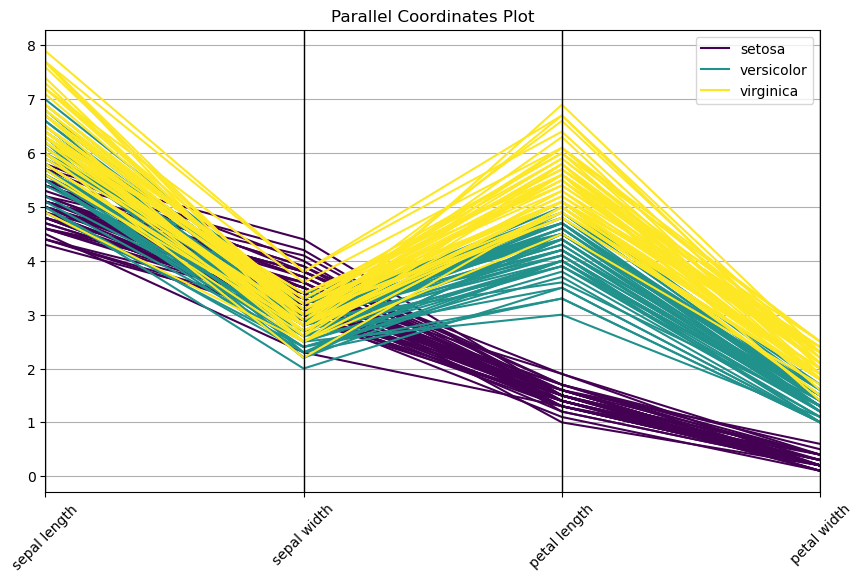 Parallel Coordinates Plot
setosa
versicolor
virginica
8
7
6
5
4
3
2
1
0
sepal length
sepal width
petal length
petal width